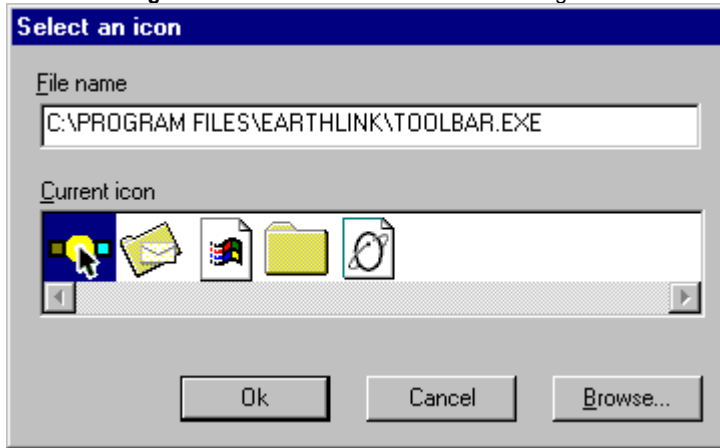 Select an icon
File name
C:\PROGRAM FILES\EARTHLINK\TOOLBAR.EXE
Current icon
Ok Cancel Browse...